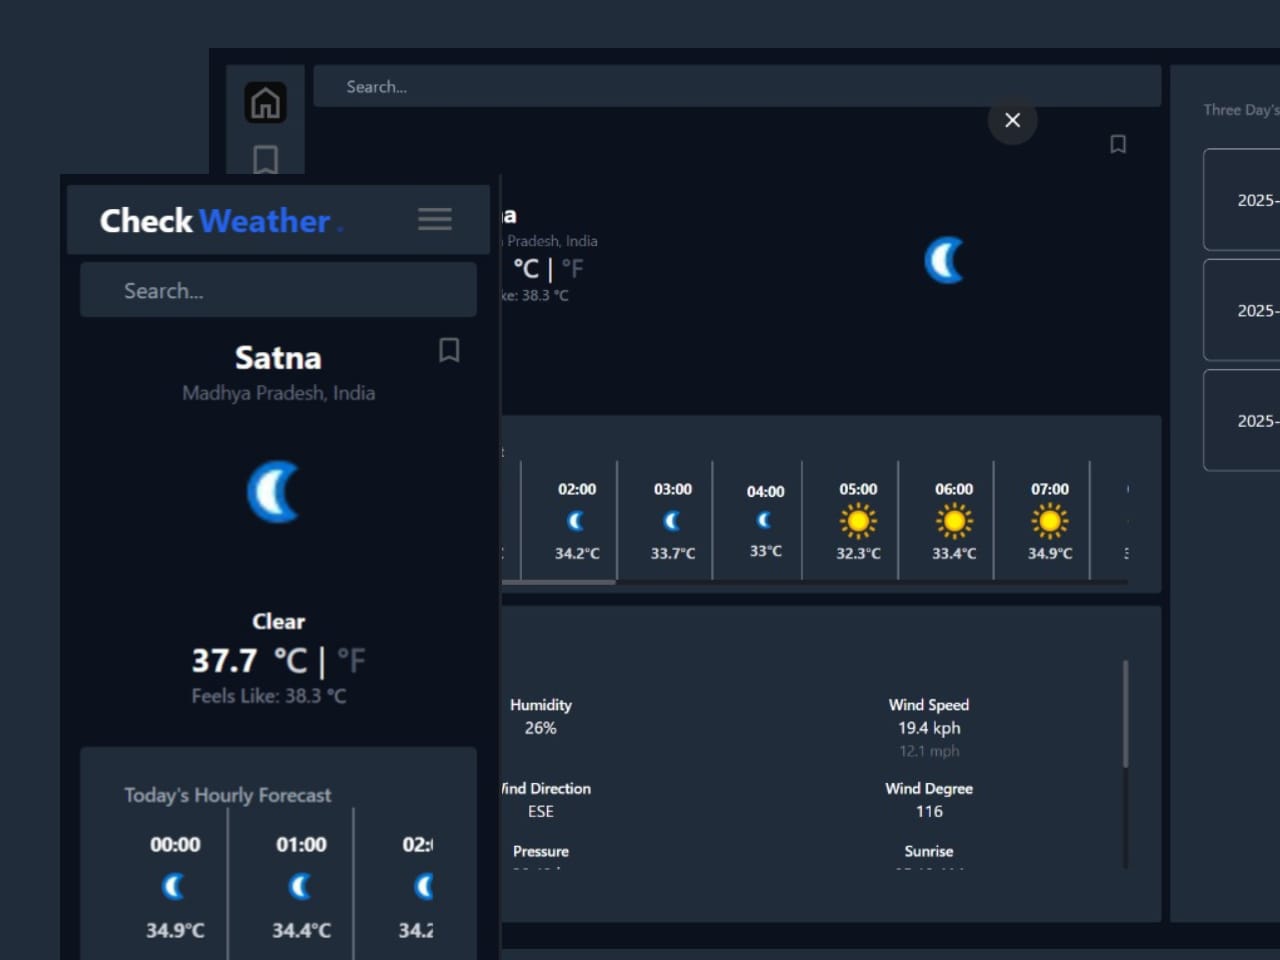 Search...
Three Day's
2025-
2025-
2025-
Pradesh, India
°C | °F
38.3 °C
02:00
03:00
04:00
05:00
06:00
07:00
34.2°C
33.7°C
33°C
32.3°C
33.4°C
34.9°C
Humidity
26%
Wind Speed
19.4 kph
12.1 mph
Wind Direction
ESE
Wind Degree
116
Pressure
Sunrise
Check Weather .
Search...
Satna
Madhya Pradesh, India
Clear
37.7 °C | °F
Feels Like: 38.3 °C
Today's Hourly Forecast
00:00
01:00
02:
34.9°C
34.4°C
34.2